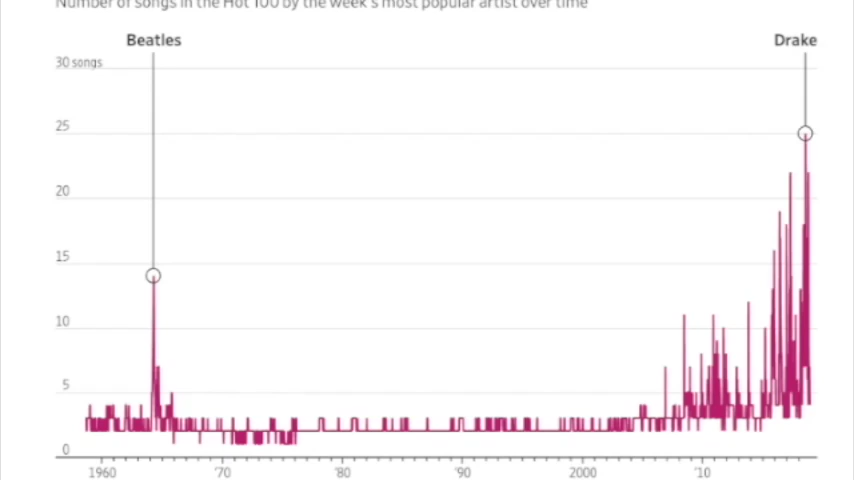 Number of songs in the Hot 100 by the week's most popular artist over time
Beatles Drake
30 songs
25
20
15
10
5
0
1960 '70 '80 '90 2000 '10